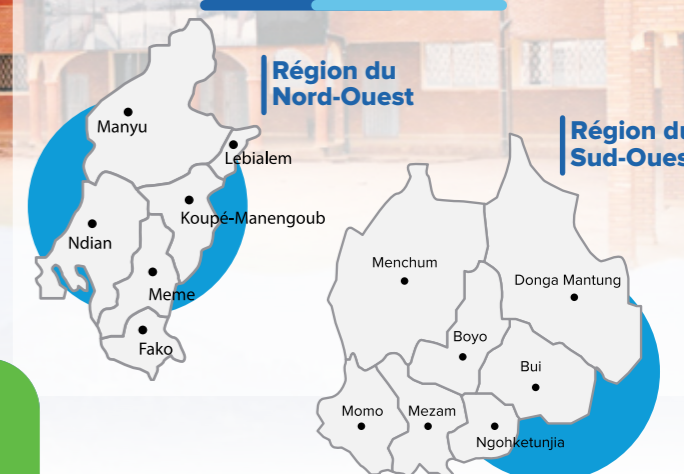 Région du
Nord-Ouest
Manyu
Lebialem
Koupé-Manengoub
Ndian
Meme
Fako
Région du
Sud-Oues
Menchum
Donga Mantung
Boyo
Bui
Momo
Mezam
Ngohketunjia